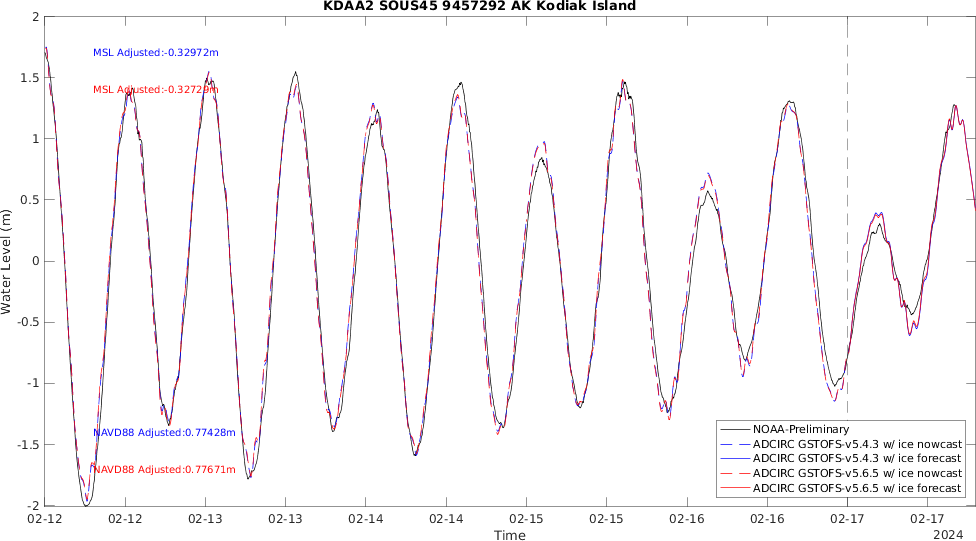 KDAA2 SOUS45 9457292 AK Kodiak Island
2
1.5
1
0.5
0
-0.5
-1
-1.5
-2
Water Level (m)
MSL Adjusted:-0.32972m
MSL Adjusted:-0.32729m
NAVD88 Adjusted:0.77428m
NAVD88 Adjusted:0.77671m
NOAA-Preliminary
ADCIRC GSTOFS-v5.4.3 w/ ice nowcast
ADCIRC GSTOFS-v5.4.3 w/ ice forecast
ADCIRC GSTOFS-v5.6.5 w/ ice nowcast
ADCIRC GSTOFS-v5.6.5 w/ ice forecast
02-12 02-12 02-13 02-13 02-14 02-14 02-15 02-15 02-16 02-16 02-17 02-17
Time
2024